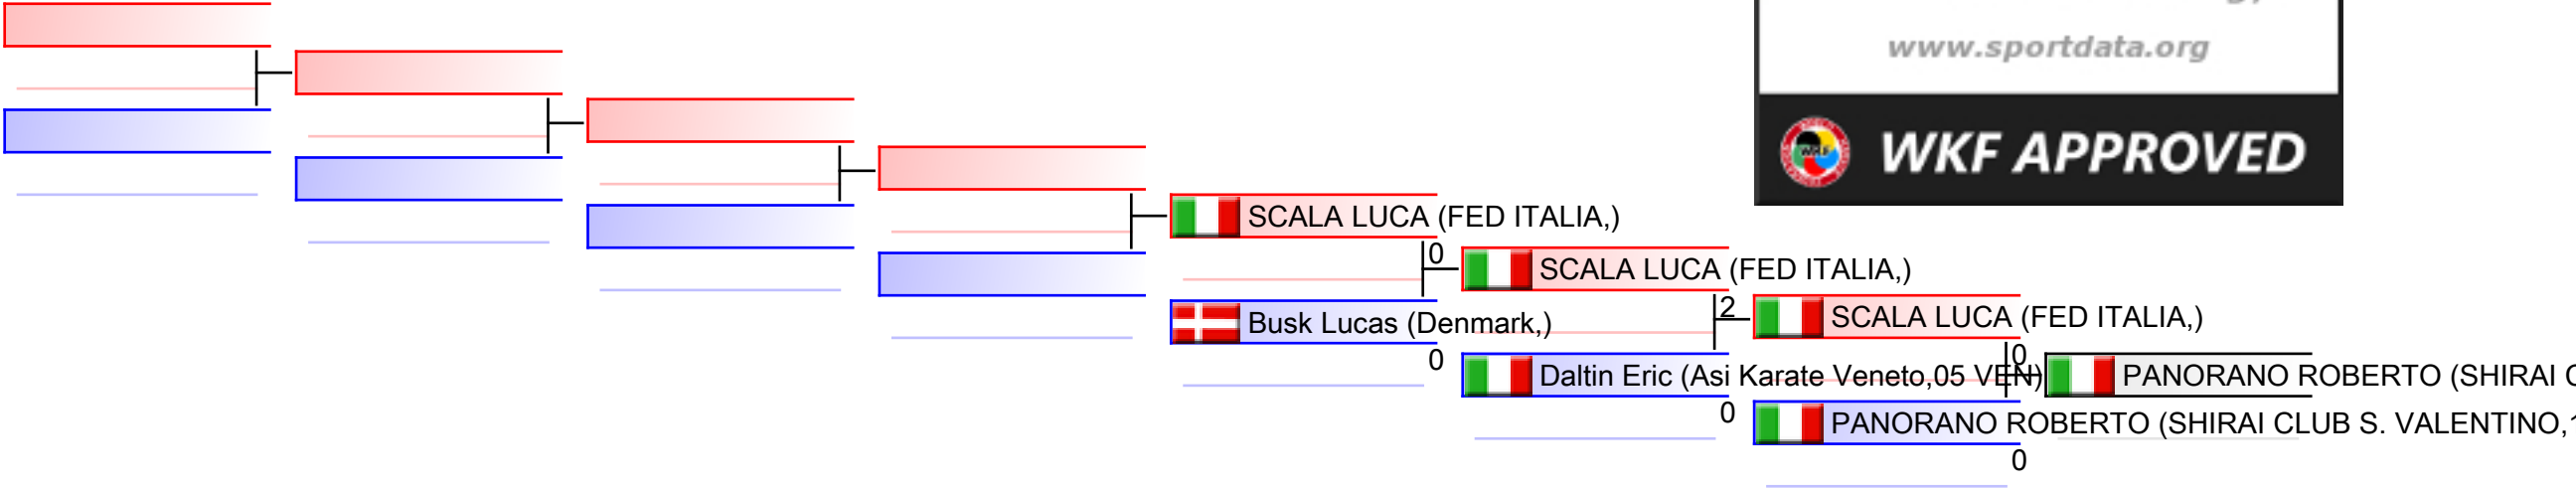 www.sportdata.org
WKF APPROVED
SCALA LUCA (FED ITALIA,)
0
SCALA LUCA (FED ITALIA,)
Busk Lucas (Denmark,)
2
SCALA LUCA (FED ITALIA,)
0
0
Daltin Eric (Asi Karate Veneto,05 VEN)
PANORANO ROBERTO (SHIRAI
0
PANORANO ROBERTO (SHIRAI CLUB S. VALENTINO,
0